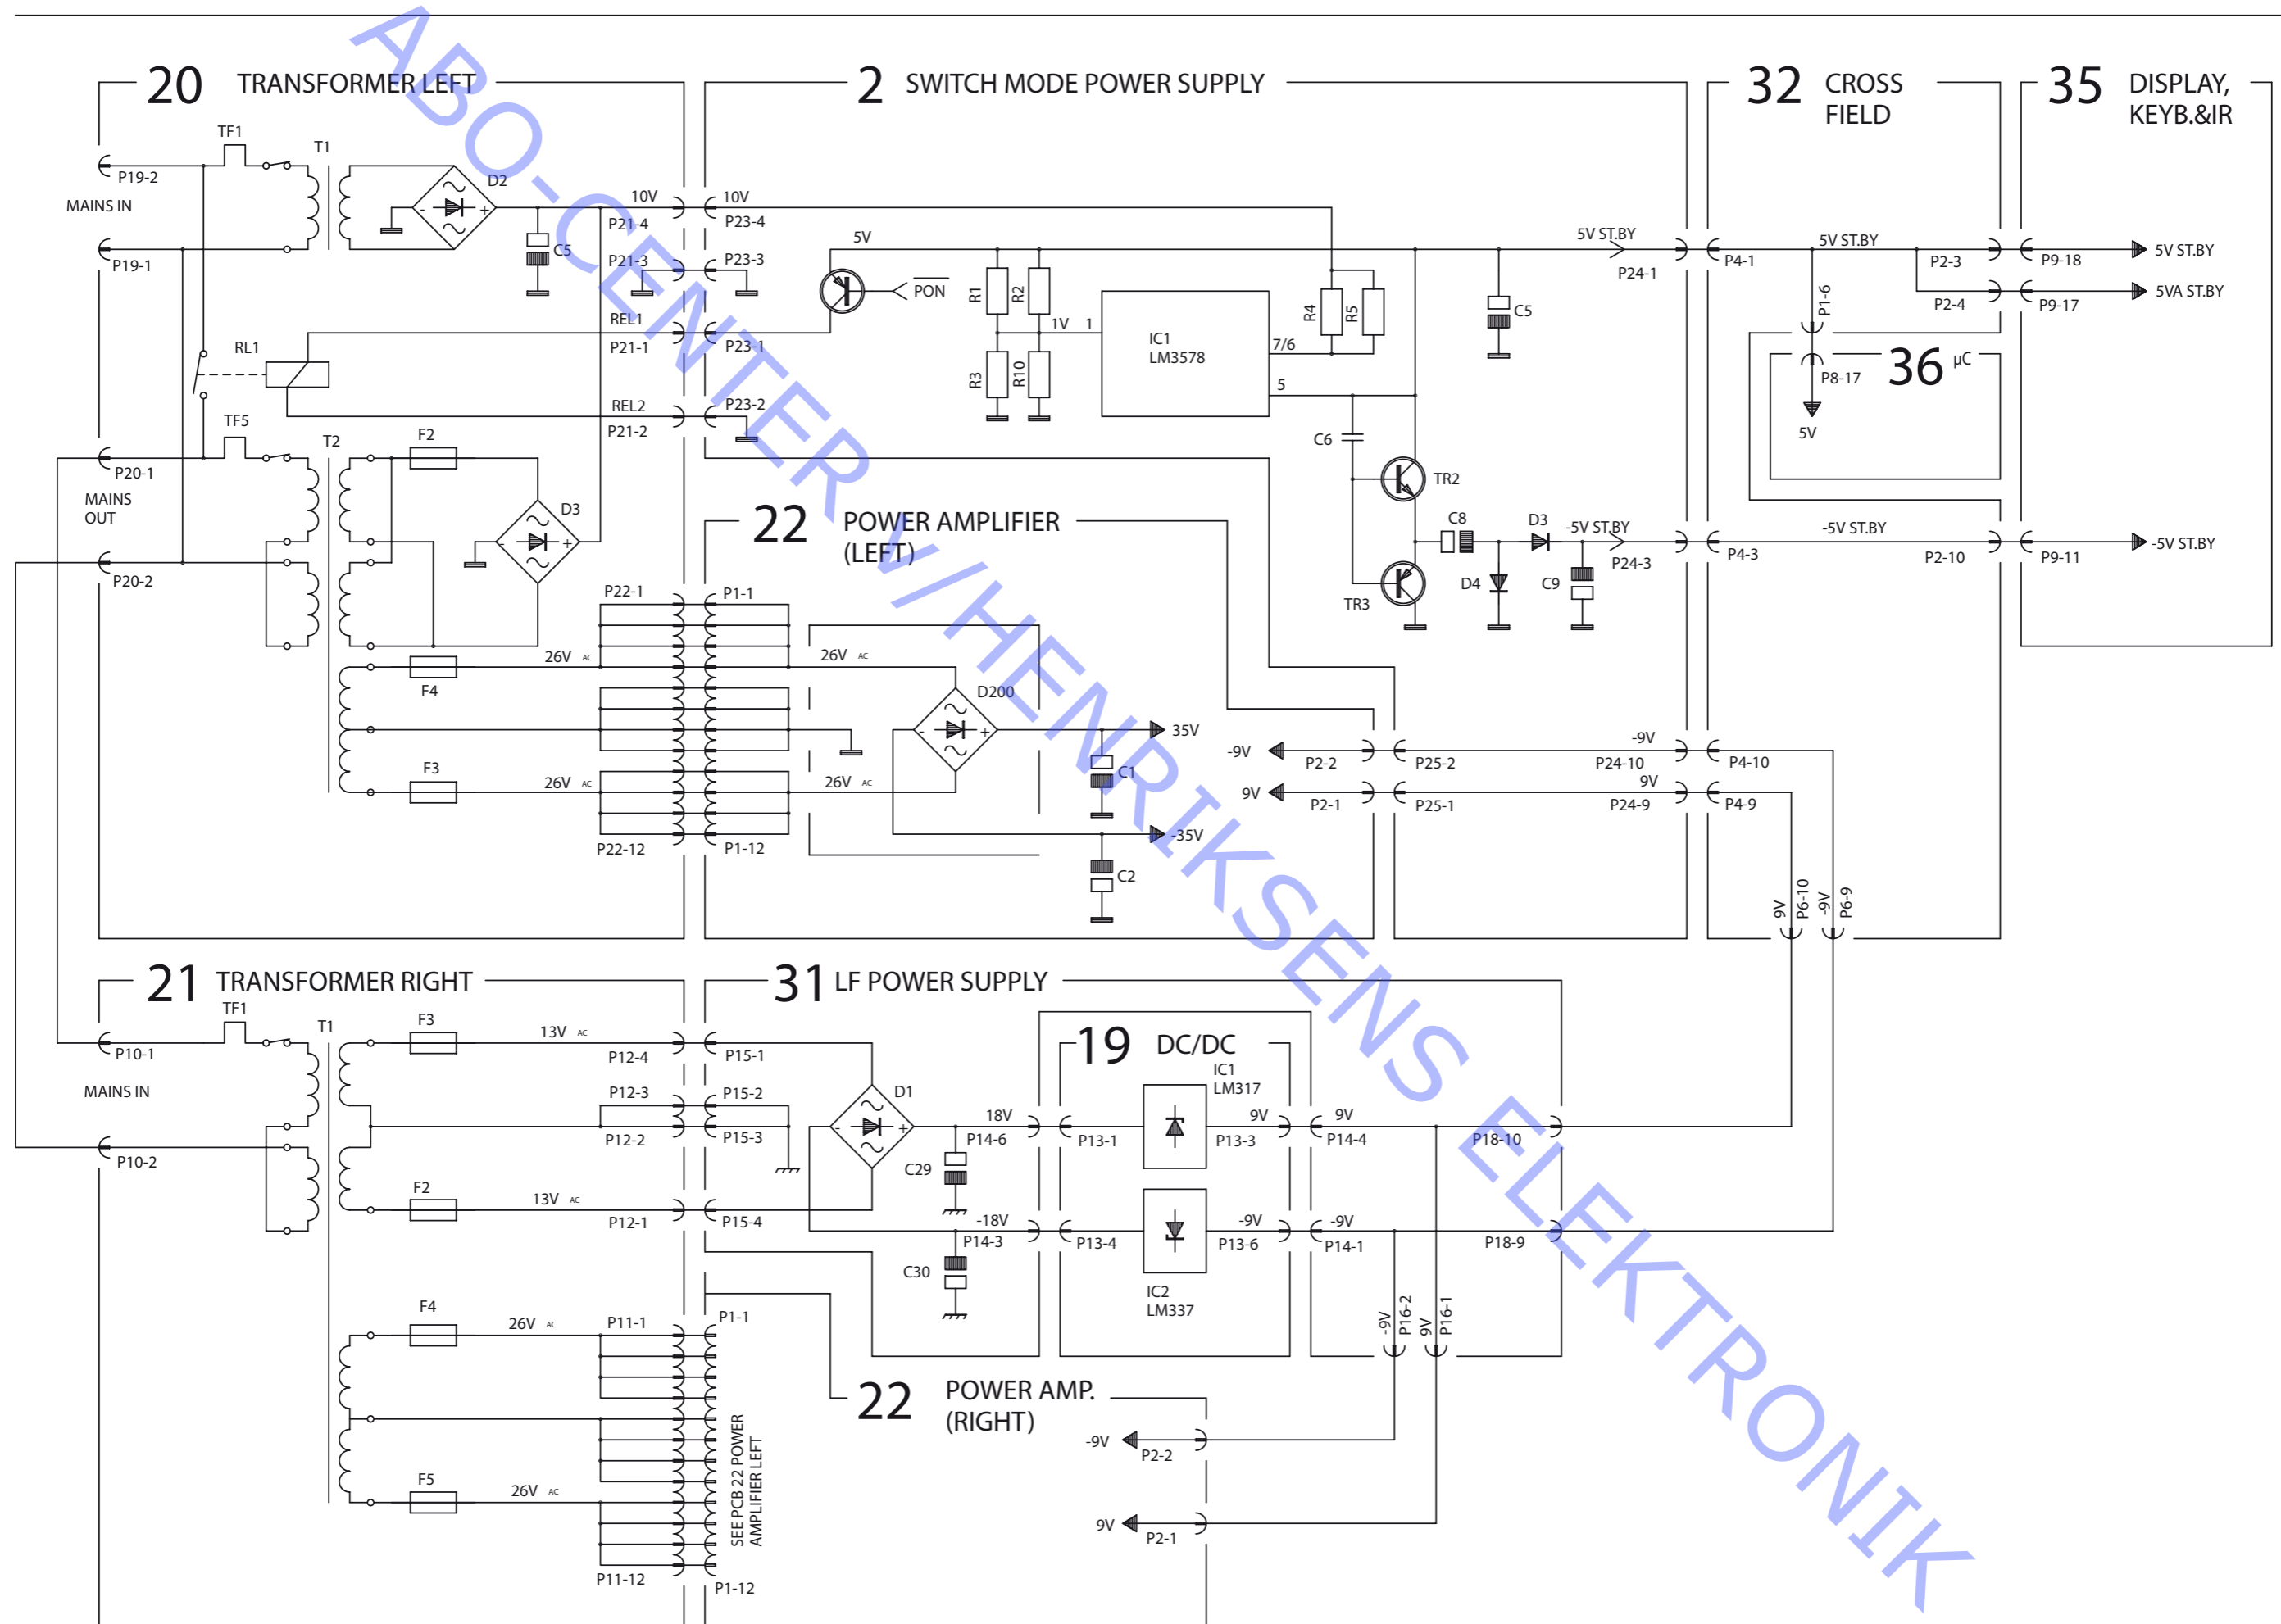 20 TRANSFORMER LEFT
2 SWITCH MODE POWER SUPPLY
32 CROSS
FIELD
35 DISPLAY,
KEYB.&IR
TF1
T1
P19-2
D2
MAINS IN
10V
10V
P21-4
P23-4
C5
5V
5V ST.BY
5V ST.BY
P19-1
P21-3
P23-3
P24-1
P4-1
P2-3
P9-18
5V ST.BY
PON
R1
R2
R4
R5
C5
P1-6
P2-4
P9-17
5VA ST.BY
REL1
1V
1
IC1
LM3578
7/6
RL1
P21-1
P23-1
R3
R10
5
36 µC
P8-17
REL2
P23-2
P21-2
5V
TF5
T2
F2
C6
P20-1
MAINS
OUT
TR2
D3
22 POWER AMPLIFIER
(LEFT)
C8
D3
-5V ST.BY
-5V ST.BY
-5V ST.BY
P20-2
P24-3
P4-3
P2-10
P9-11
P22-1
P1-1
TR3
D4
C9
26V AC
26V AC
F4
D200
35V
-9V
-9V
P2-2
P25-2
P24-10
P4-10
F3
26V AC
26V AC
C1
9V
9V
P2-1
P25-1
P24-9
P4-9
-35V
P22-12
P1-12
C2
9V
P6-10
-9V
P6-9
21 TRANSFORMER RIGHT
31 LF POWER SUPPLY
TF1
T1
F3
13V AC
19 DC/DC
P10-1
P12-4
P15-1
IC1
LM317
MAINS IN
P12-3
P15-2
D1
18V
9V
9V
P12-2
P15-3
P14-6
P13-1
P13-3
P14-4
P18-10
P10-2
C29
F2
13V AC
P12-1
P15-4
-18V
-9V
-9V
P14-3
P13-4
P13-6
P14-1
P18-9
C30
IC2
LM337
F4
26V AC
P11-1
P1-1
-9V
P16-2
9V
P16-1
22 POWER AMP.
(RIGHT)
SEE PCB 22 POWER
AMPLIFIER LEFT
-9V
P2-2
F5
26V AC
9V
P2-1
P11-12
P1-12
ABO-CENTER V/HENRIKSENS ELEKTRONIK